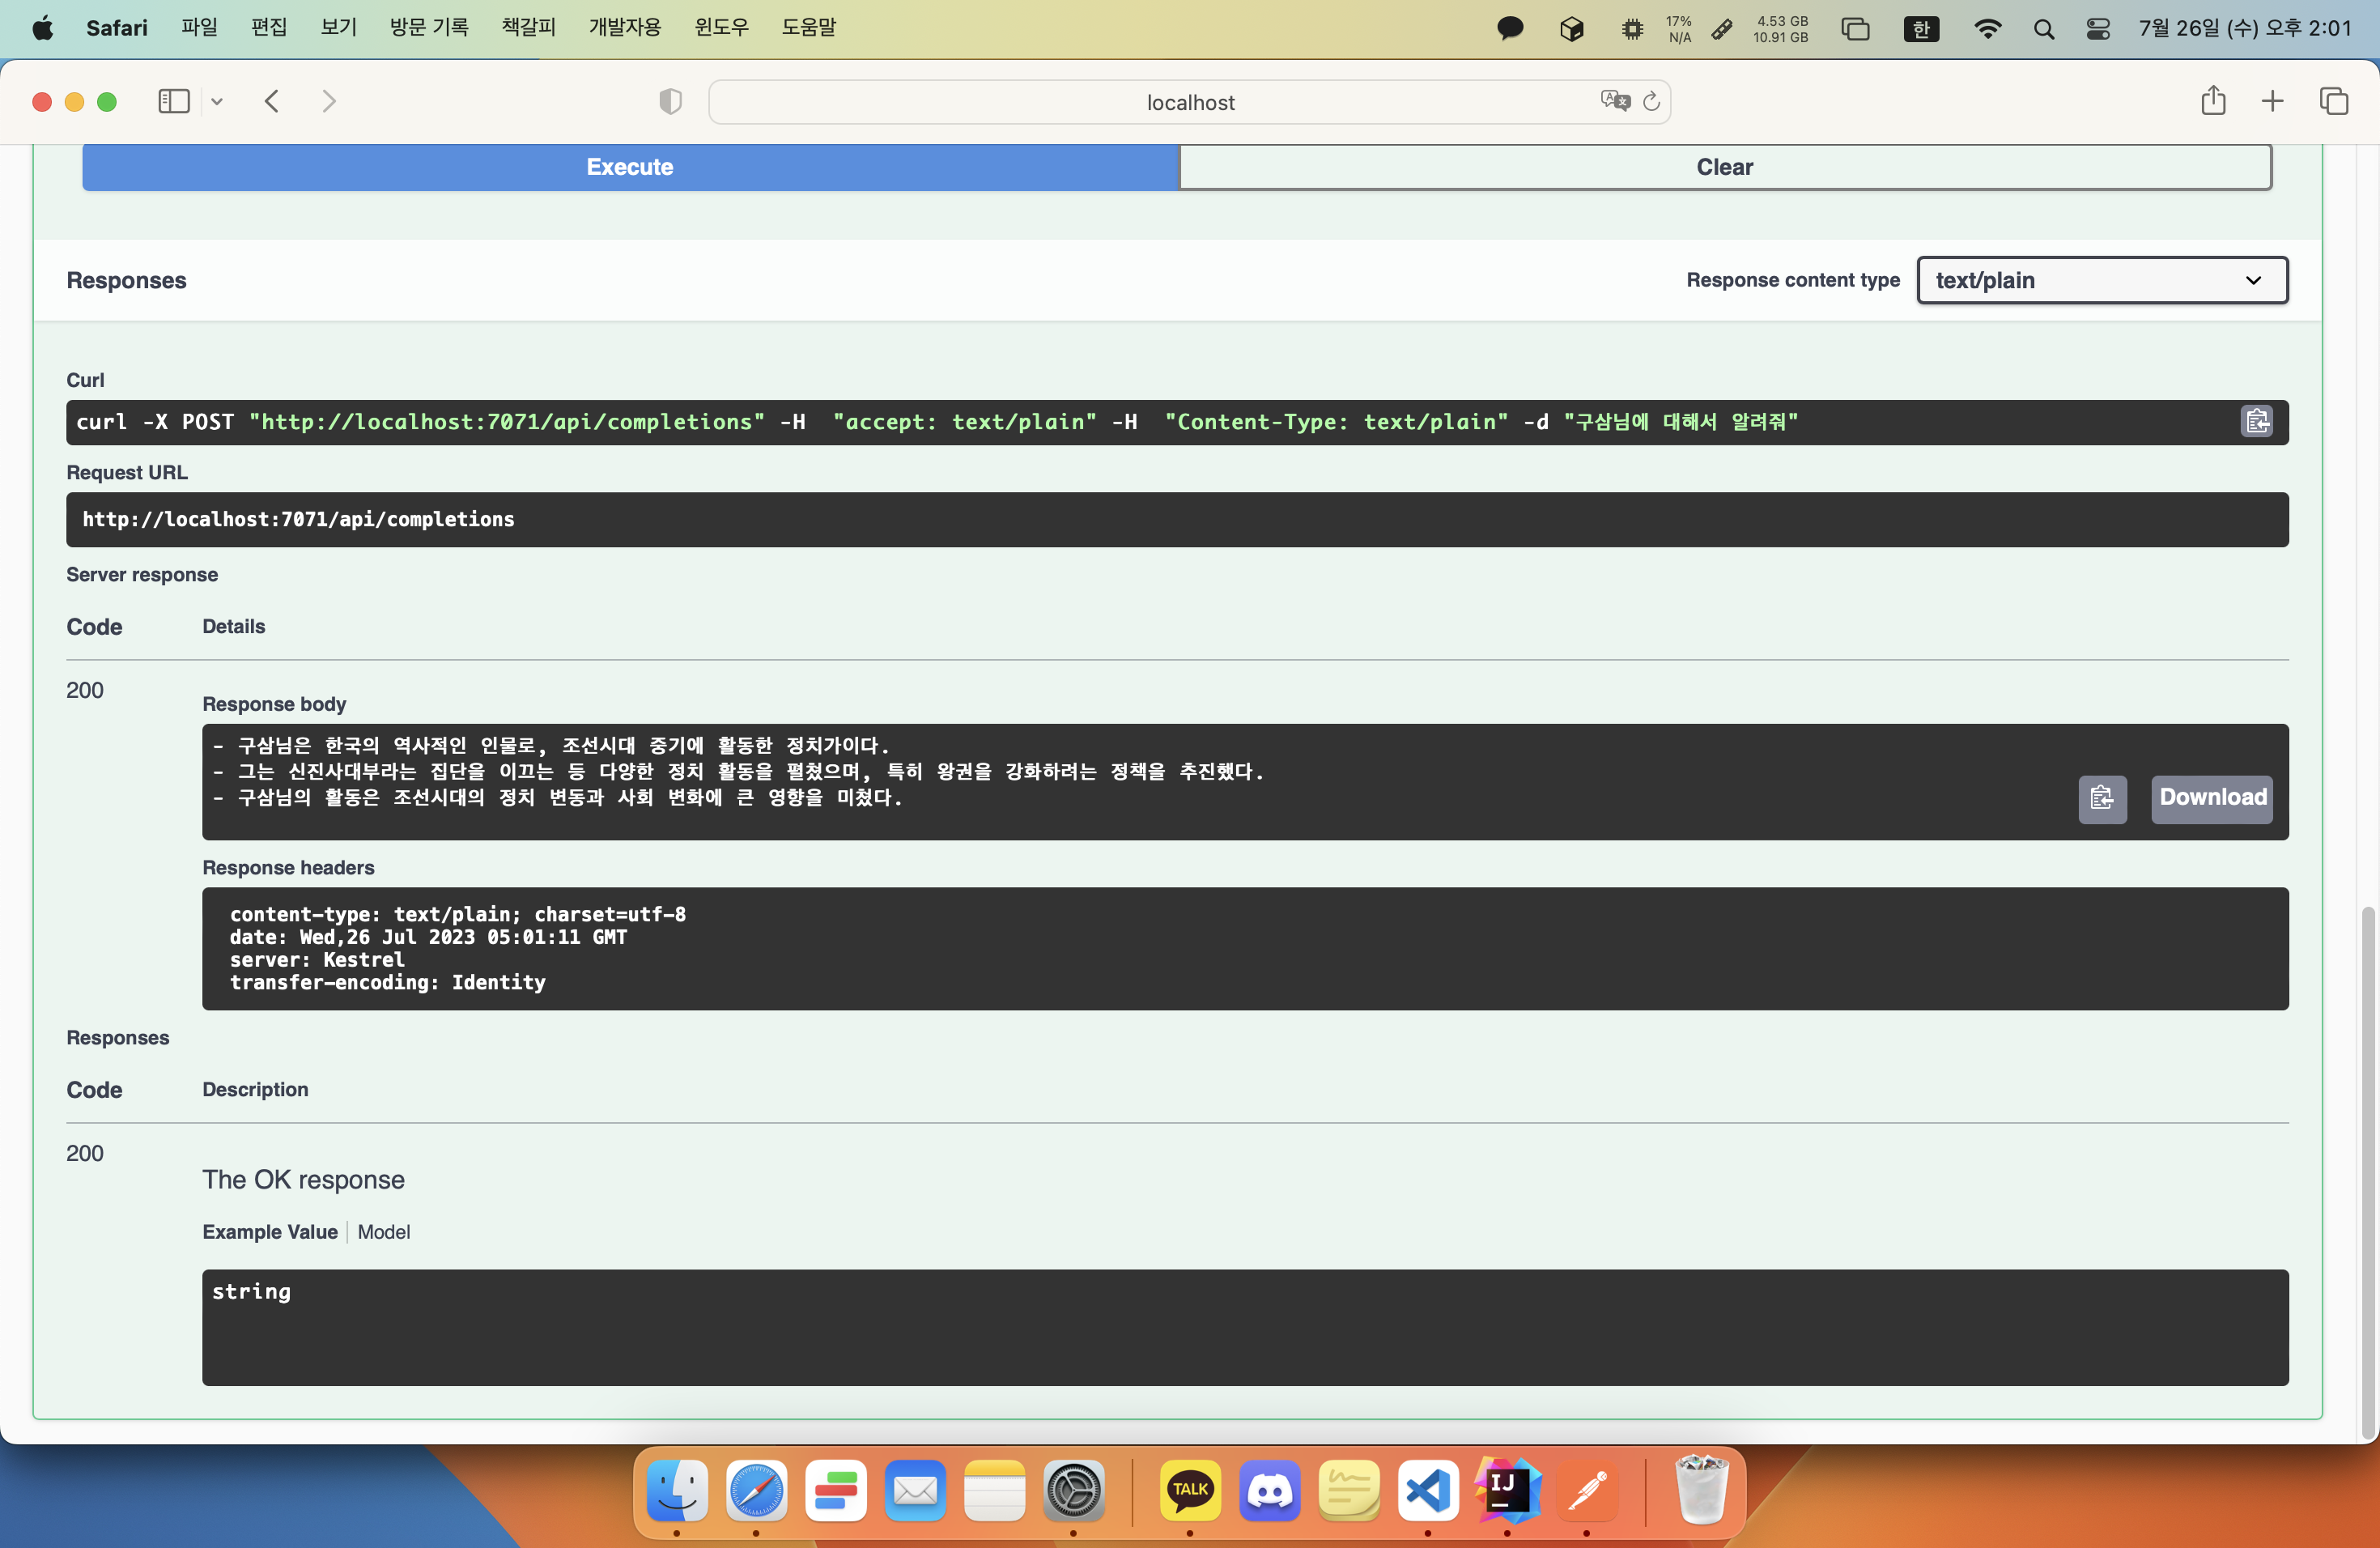 Safari 파일 편집 보기 방문 기록 책갈피 개발자용 윈도우 도움말 17% N/A 4.53 GB 10.91 GB 한 7월 26일 (수) 오후 2:01
localhost
Execute Clear
Responses Response content type text/plain
Curl
curl -X POST "http://localhost:7071/api/completions" -H  "accept: text/plain" -H  "Content-Type: text/plain" -d "구삼님에 대해서 알려줘"
Request URL
http://localhost:7071/api/completions
Server response
Code Details
200
Response body
- 구삼님은 한국의 역사적인 인물로, 조선시대 중기에 활동한 정치가이다.
- 그는 신진사대부라는 집단을 이끄는 등 다양한 정치 활동을 펼쳤으며, 특히 왕권을 강화하려는 정책을 추진했다.
- 구삼님의 활동은 조선시대의 정치 변동과 사회 변화에 큰 영향을 미쳤다.
Download
Response headers
content-type: text/plain; charset=utf-8
date: Wed,26 Jul 2023 05:01:11 GMT
server: Kestrel
transfer-encoding: Identity
Responses
Code Description
200
The OK response
Example Value Model
string
TALK IJ